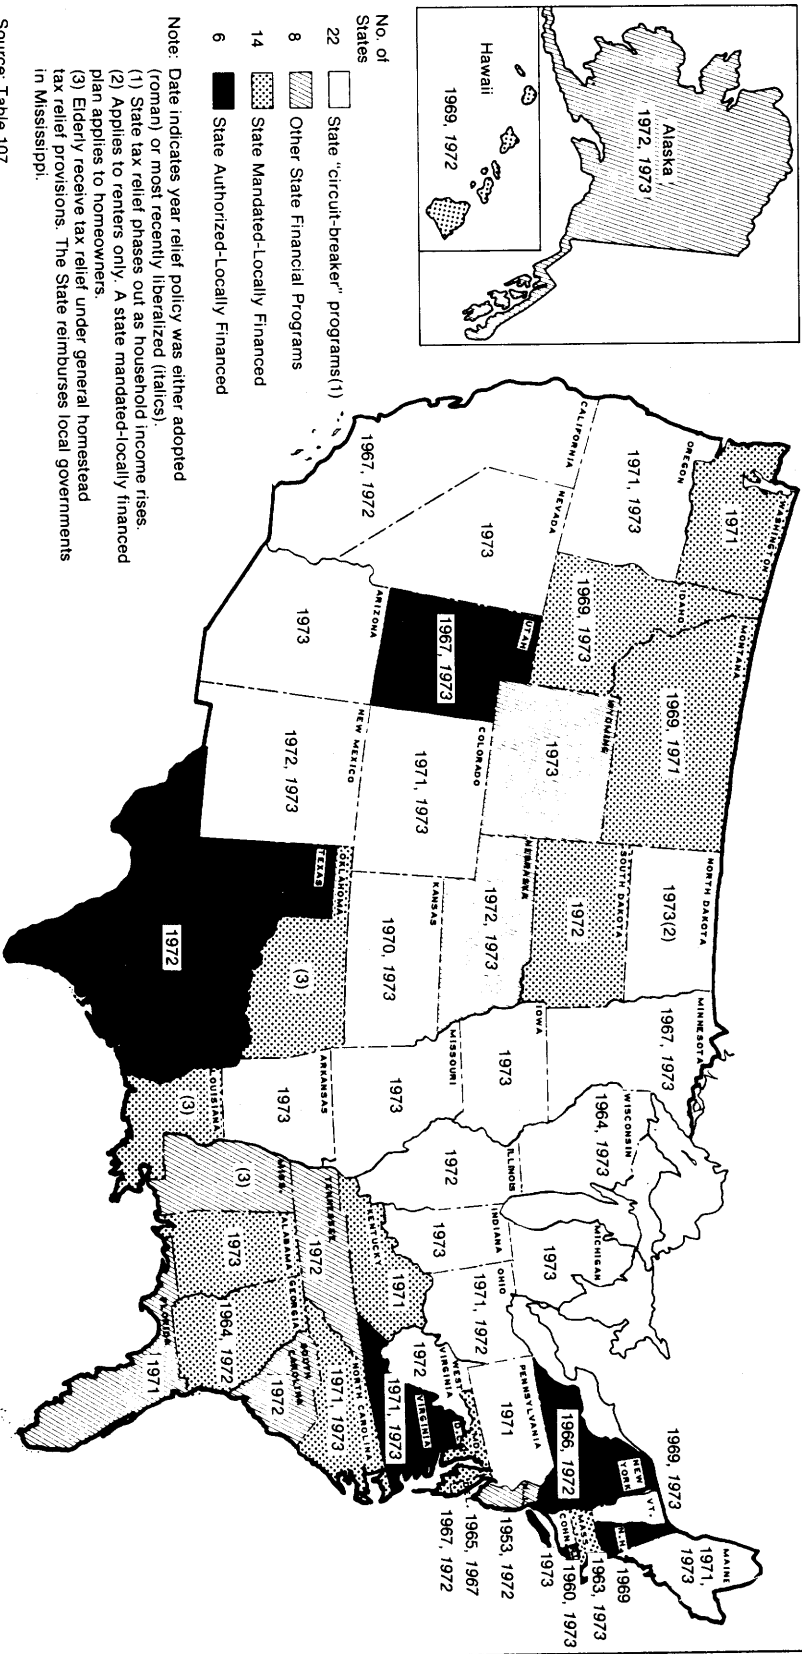 Alaska
1972, 1973
Hawaii
1969, 1972
No. of
States
22 State "circuit-breaker" programs(1)
8 Other State Financial Programs
14 State Mandated-Locally Financed
6 State Authorized-Locally Financed
Note: Date indicates year relief policy was either adopted
(roman) or most recently liberalized (italics).
(1) State tax relief phases out as household income rises.
(2) Applies to renters only. A state mandated-locally financed
plan applies to homeowners.
(3) Elderly receive tax relief under general homestead
tax relief provisions. The State reimburses local governments
in Mississippi.
Source: Table 107
WASHINGTON
1971
OREGON
1971, 1973
CALIFORNIA
1967, 1972
NEVADA
1973
IDAHO
1969, 1973
MONTANA
1969, 1971
WYOMING
1973
UTAH
1967, 1973
ARIZONA
1973
COLORADO
1971, 1973
NEW MEXICO
1972, 1973
NORTH DAKOTA
1973(2)
SOUTH DAKOTA
1972
NEBRASKA
1972, 1973
KANSAS
1970, 1973
OKLAHOMA
(3)
TEXAS
1972
MINNESOTA
1967, 1973
IOWA
1973
MISSOURI
1973
ARKANSAS
1973
LOUISIANA
(3)
WISCONSIN
1964, 1973
ILLINOIS
1972
MICHIGAN
1973
INDIANA
1973
OHIO
1971, 1972
KENTUCKY
1971
TENNESSEE
1972
MISS.
(3)
ALABAMA
1973
GEORGIA
1964, 1972
FLORIDA
1971
SOUTH
CAROLINA
1972
NORTH CAROLINA
1971, 1973
VIRGINIA
1971, 1973
WEST
VIRGINIA
1972
PENNSYLVANIA
1971
NEW
YORK
1966, 1972
VT.
1969, 1973
N.H.
1969
MAINE
1971,
1973
MASS
1963, 1973
CONN
1960, 1973
1973
1953, 1972
1965, 1967
1967, 1972